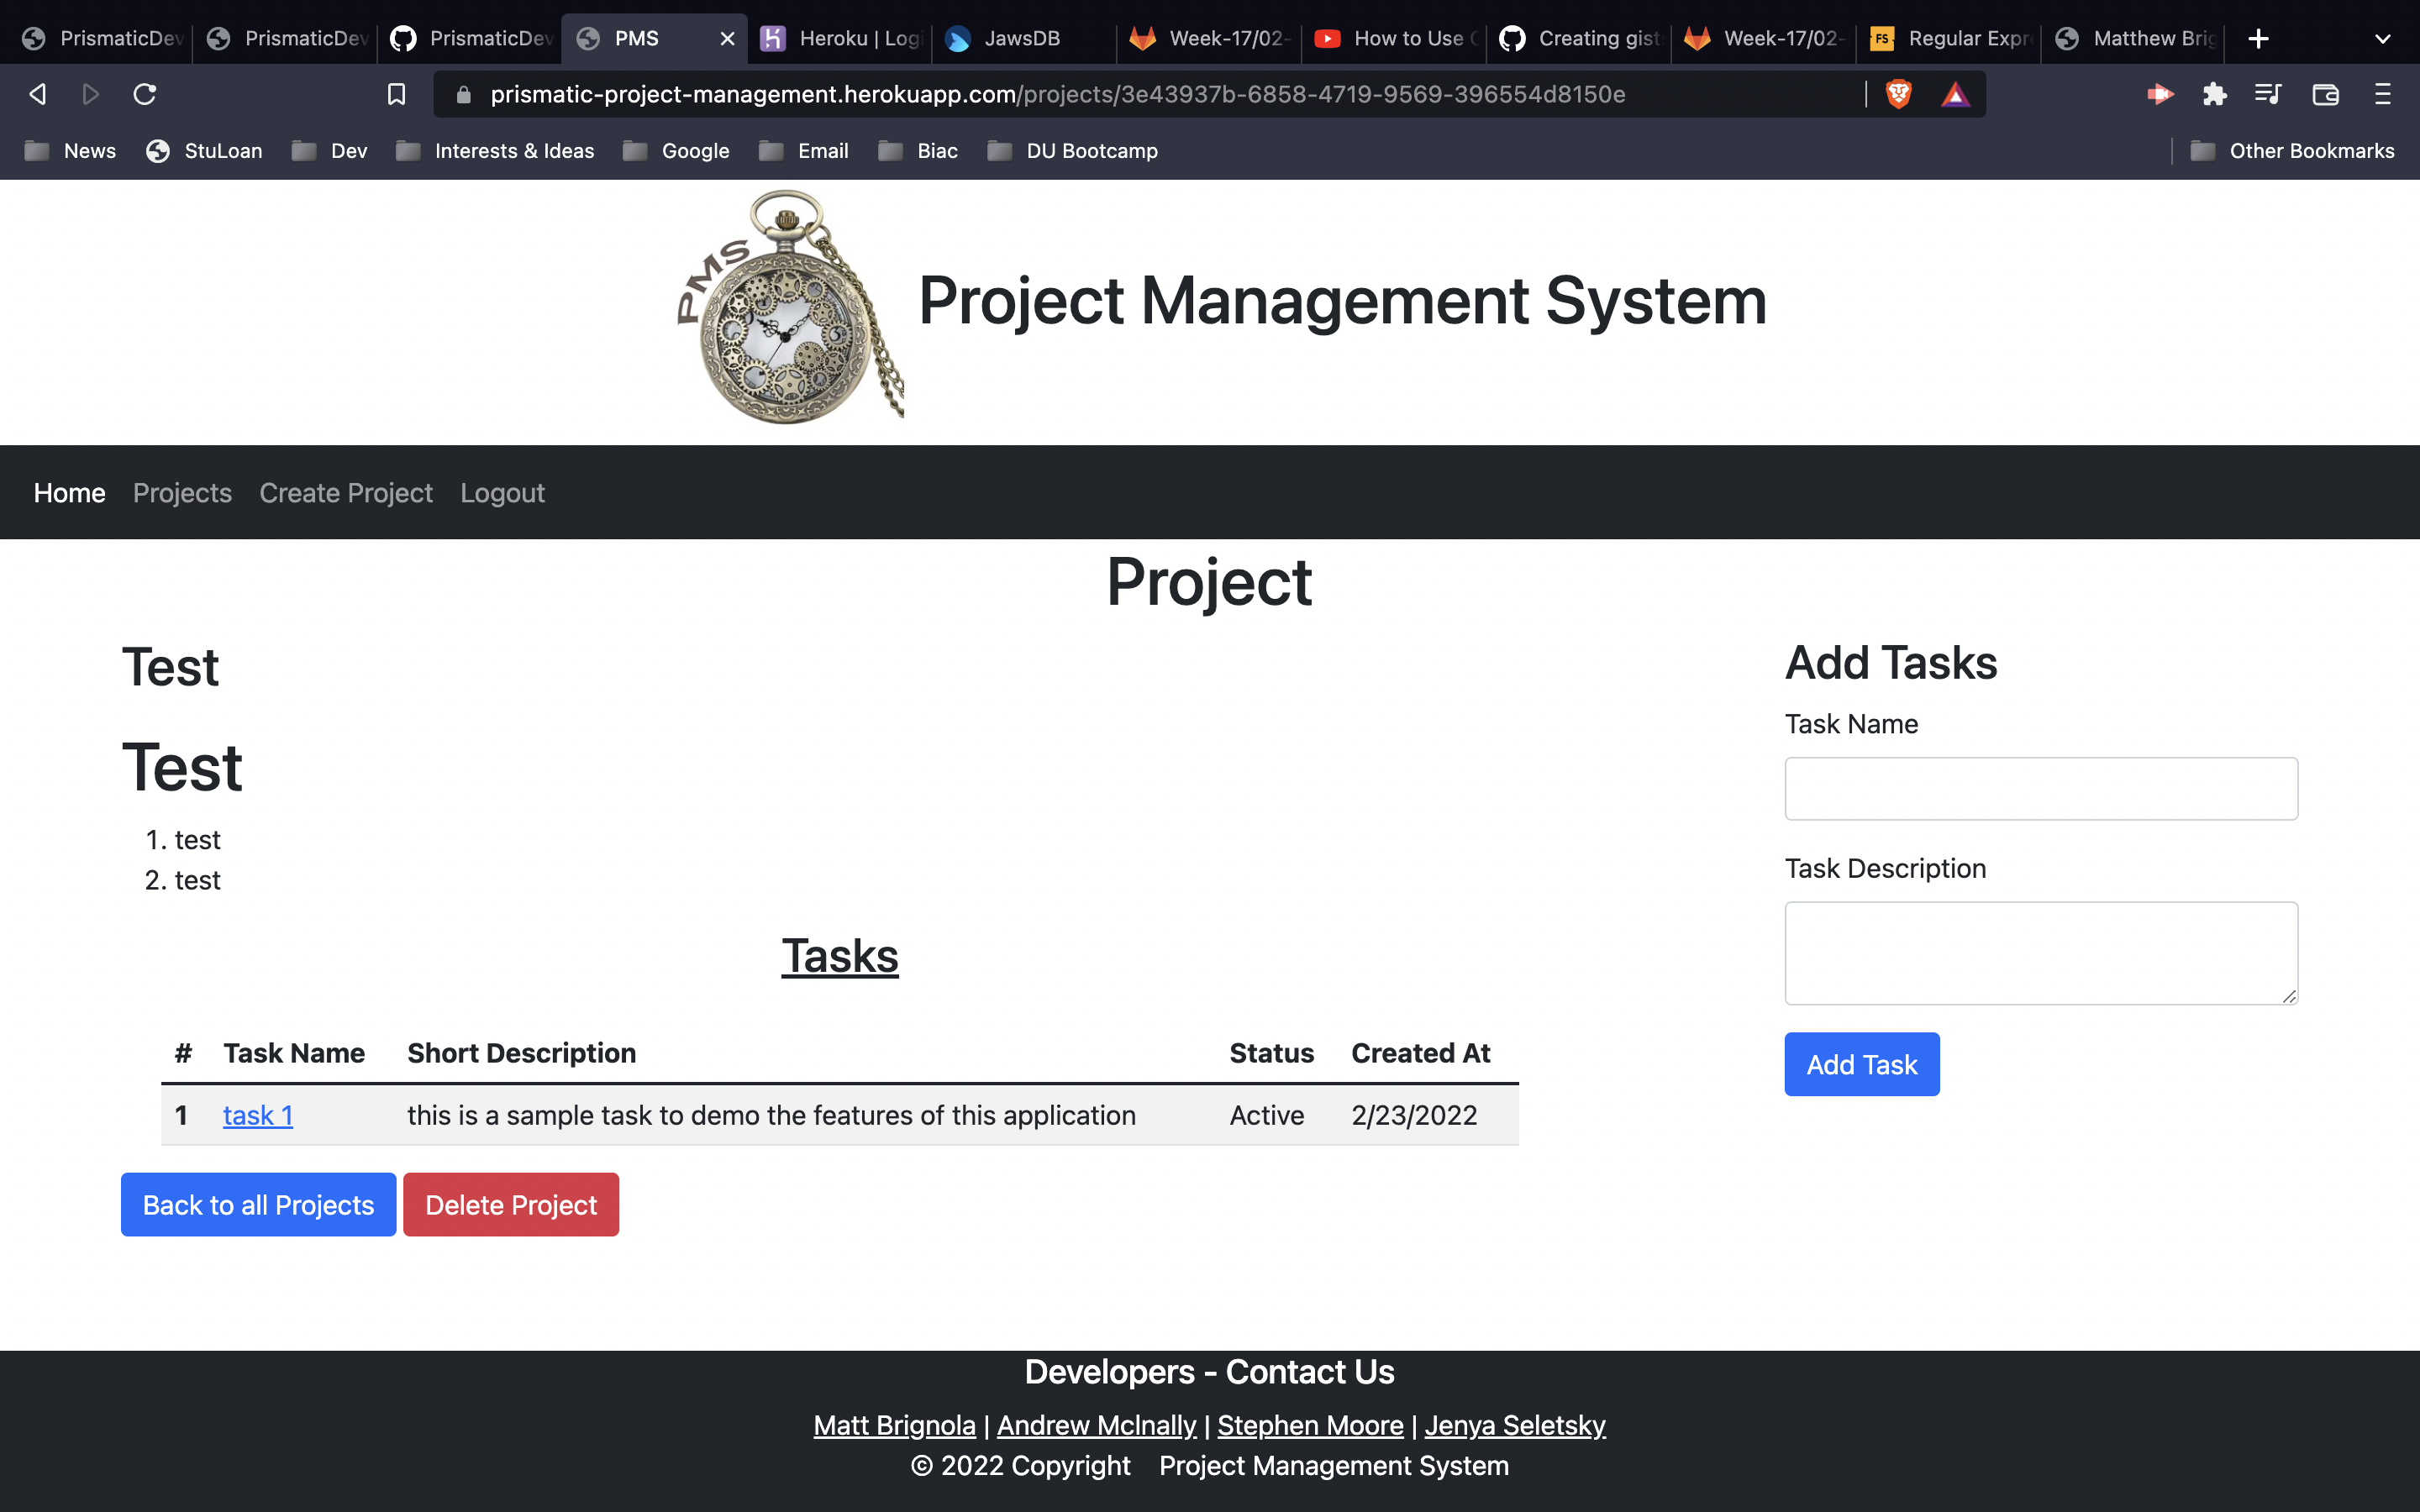 PrismaticDev PrismaticDev PrismaticDev PMS Heroku | Logi JawsDB Week-17/02- How to Use Creating gist Week-17/02- FS Regular Expr Matthew Brig
prismatic-project-management.herokuapp.com/projects/3e43937b-6858-4719-9569-396554d8150e
News StuLoan Dev Interests & Ideas Google Email Biac DU Bootcamp Other Bookmarks
PMS
Project Management System
Home Projects Create Project Logout
Project
Test
Test
1. test
2. test
Tasks
# Task Name Short Description Status Created At
1 task 1 this is a sample task to demo the features of this application Active 2/23/2022
Back to all Projects Delete Project
Add Tasks
Task Name
Task Description
Add Task
Developers - Contact Us
Matt Brignola | Andrew McInally | Stephen Moore | Jenya Seletsky
© 2022 Copyright Project Management System